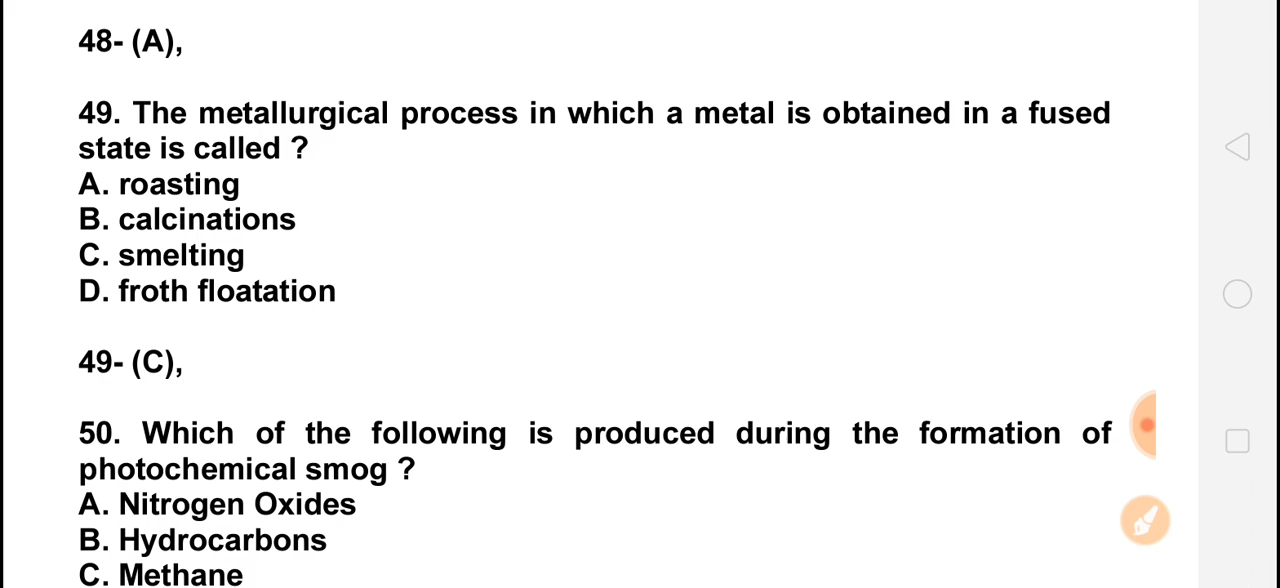 48- (A),
49. The metallurgical process in which a metal is obtained in a fused
state is called ?
A. roasting
B. calcinations
C. smelting
D. froth floatation
49- (C),
50. Which of the following is produced during the formation of
photochemical smog ?
A. Nitrogen Oxides
B. Hydrocarbons
C. Methane